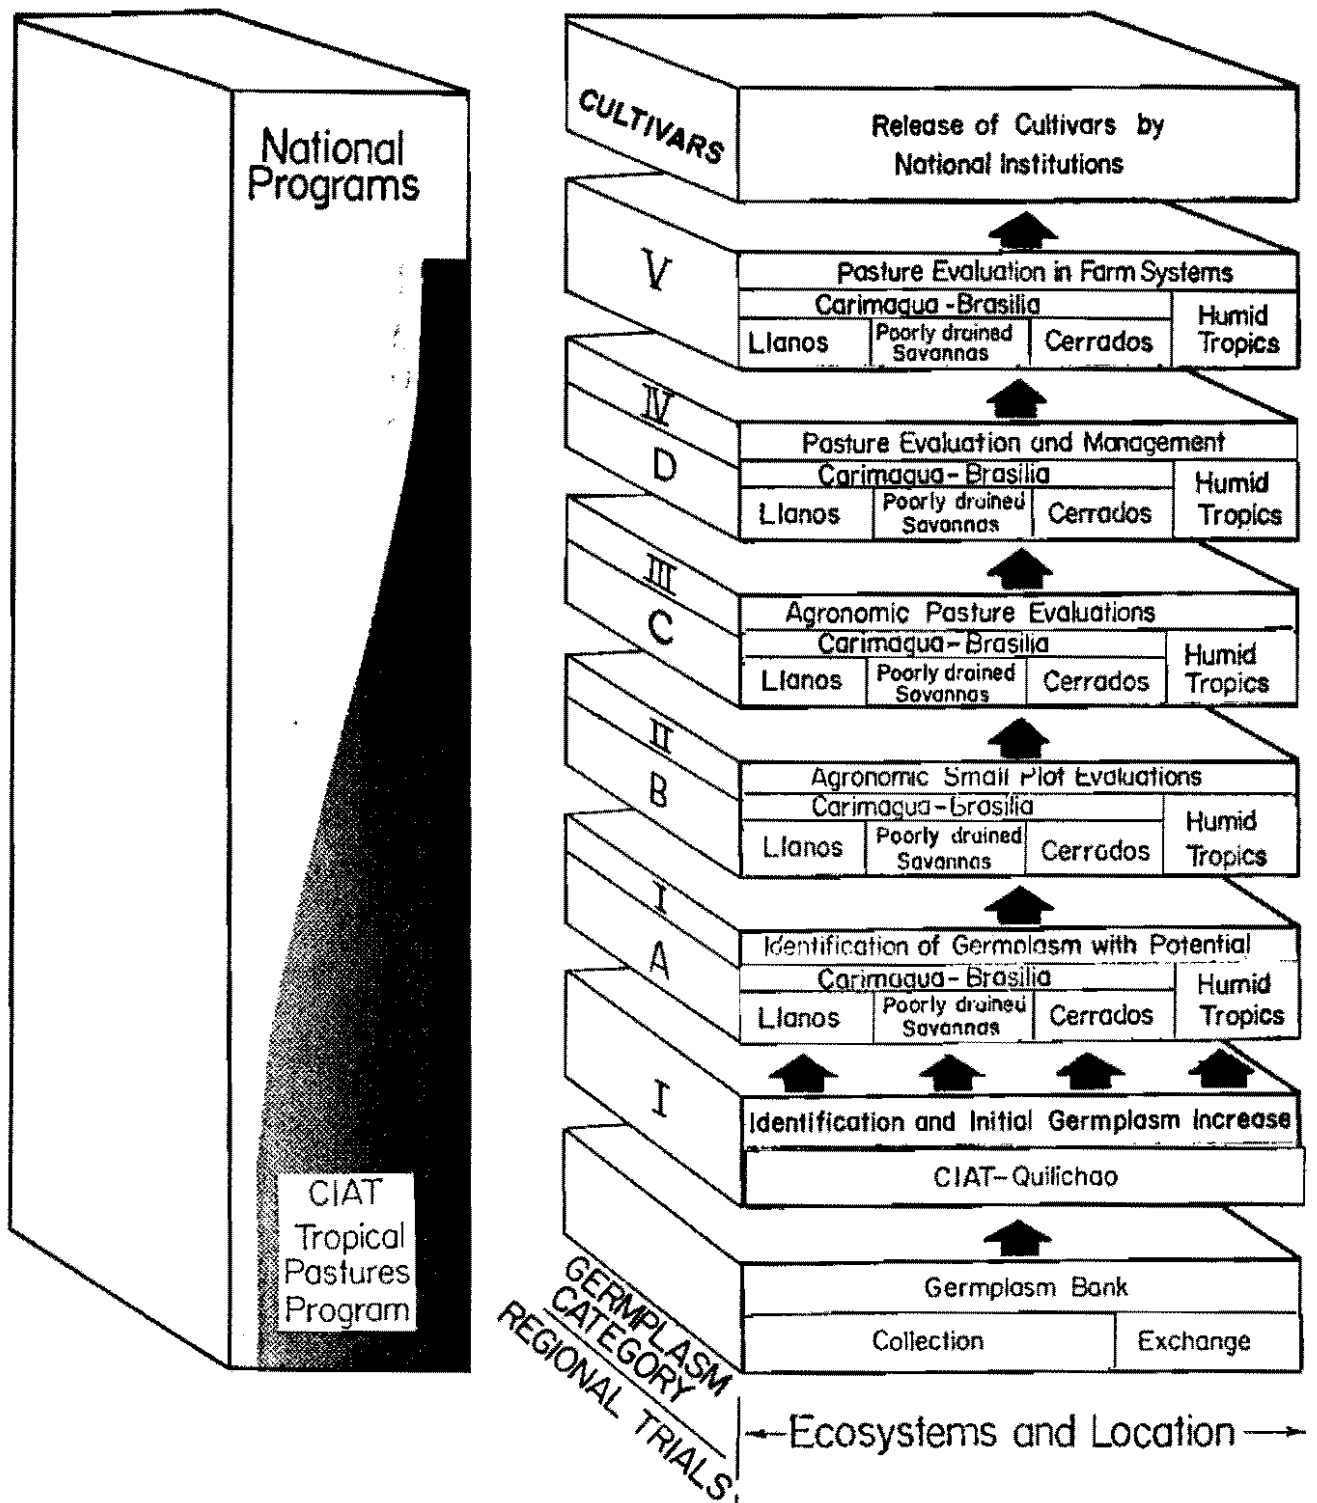 National
Programs
CIAT
Tropical
Pastures
Program
CULTIVARS
Release of Cultivars by
National Institutions
V
Pasture Evaluation in Farm Systems
Carimagua-Brasilia
Llanos
Poorly drained
Savannas
Cerrados
Humid
Tropics
IV
D
Pasture Evaluation and Management
Carimagua-Brasilia
Llanos
Poorly drained
Savannas
Cerrados
Humid
Tropics
III
C
Agronomic Pasture Evaluations
Carimagua-Brasilia
Llanos
Poorly drained
Savannas
Cerrados
Humid
Tropics
II
B
Agronomic Small Plot Evaluations
Carimagua-Brasilia
Llanos
Poorly drained
Savannas
Cerrados
Humid
Tropics
I
A
Identification of Germplasm with Potential
Carimagua-Brasilia
Llanos
Poorly drained
Savannas
Cerrados
Humid
Tropics
I
Identification and Initial Germplasm Increase
CIAT-Quilichao
Germplasm Bank
Collection
Exchange
GERMPLASM
CATEGORY
REGIONAL TRIALS
Ecosystems and Location